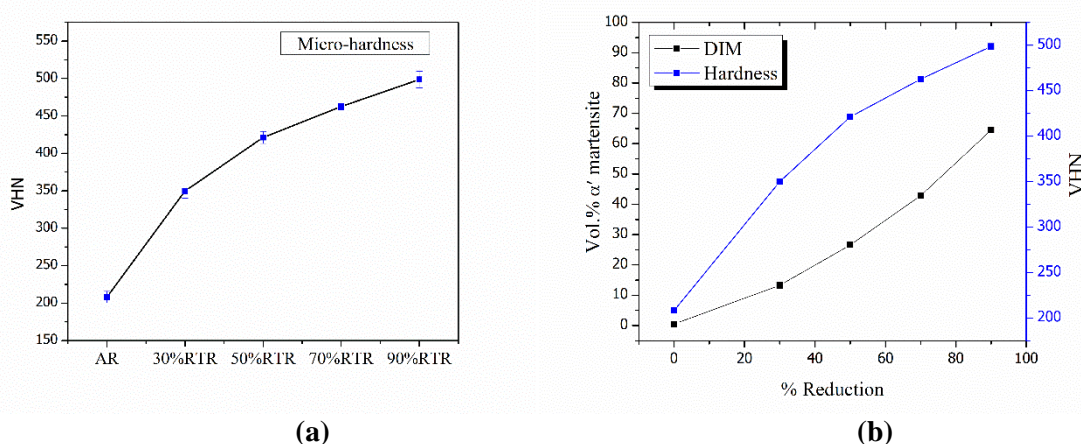 Micro-hardness
550
500
450
400
350
300
250
200
150
VHN
AR 30%RTR 50%RTR 70%RTR 90%RTR
(a)
DIM
Hardness
100
90
80
70
60
50
40
30
20
10
0
Vol.% α′ martensite
500
450
400
350
300
250
200
VHN
0 20 40 60 80 100
% Reduction
(b)